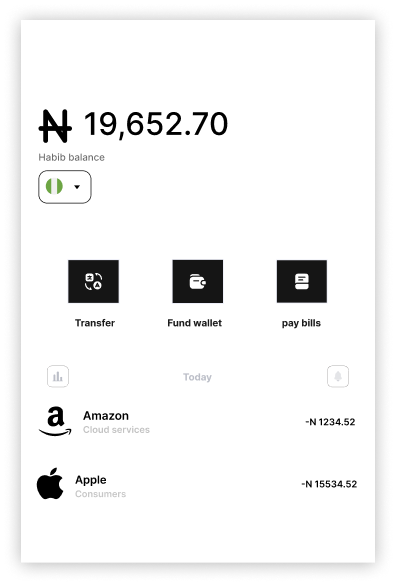 ₦ 19,652.70
Habib balance
Transfer
Fund wallet
pay bills
Today
Amazon
Cloud services
-N 1234.52
Apple
Consumers
-N 15534.52